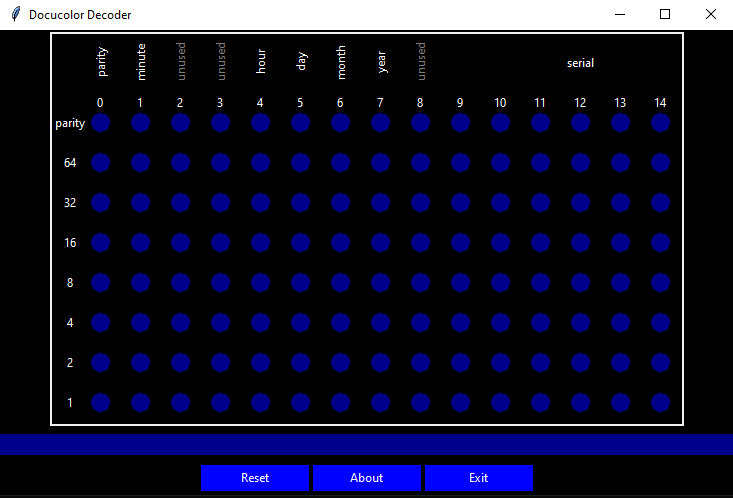 Docucolor Decoder
parity minute unused unused hour day month year unused serial
0 1 2 3 4 5 6 7 8 9 10 11 12 13 14
parity
64
32
16
8
4
2
1
Reset About Exit